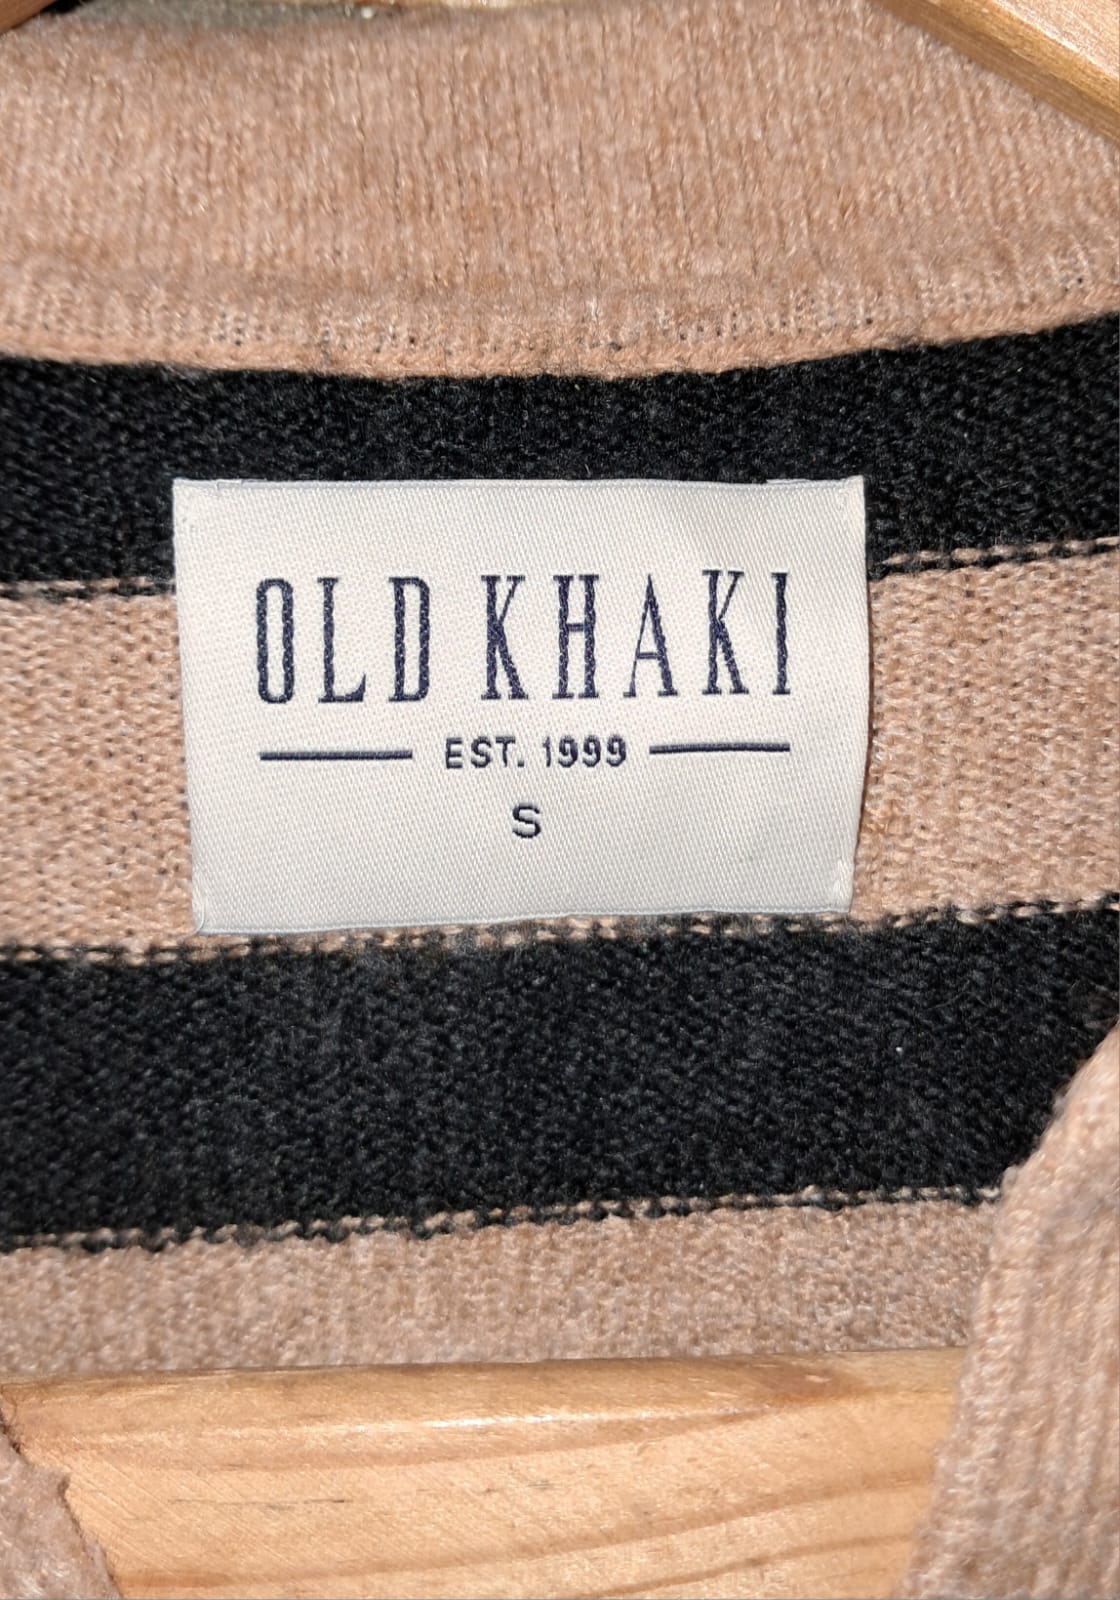 OLD KHAKI
EST. 1999
S